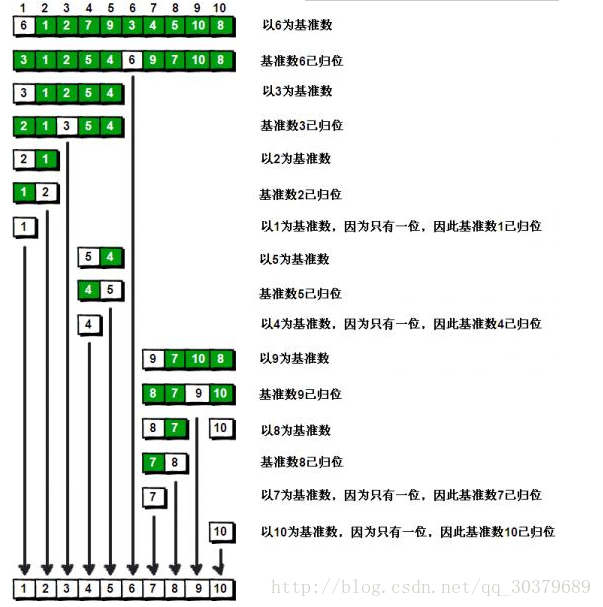 1 2 3 4 5 6 7 8 9 10
6 1 2 7 9 3 4 5 10 8 以6为基准数
3 1 2 5 4 6 9 7 10 8 基准数6已归位
3 1 2 5 4 以3为基准数
2 1 3 5 4 基准数3已归位
2 1 以2为基准数
1 2 基准数2已归位
1 以1为基准数，因为只有一位，因此基准数1已归位
5 4 以5为基准数
4 5 基准数5已归位
4 以4为基准数，因为只有一位，因此基准数4已归位
9 7 10 8 以9为基准数
8 7 9 10 基准数9已归位
8 7 10 以8为基准数
7 8 基准数8已归位
7 以7为基准数，因为只有一位，因此基准数7已归位
10 以10为基准数，因为只有一位，因此基准数10已归位
1 2 3 4 5 6 7 8 9 10
http://blog.csdn.net/qq_30379689